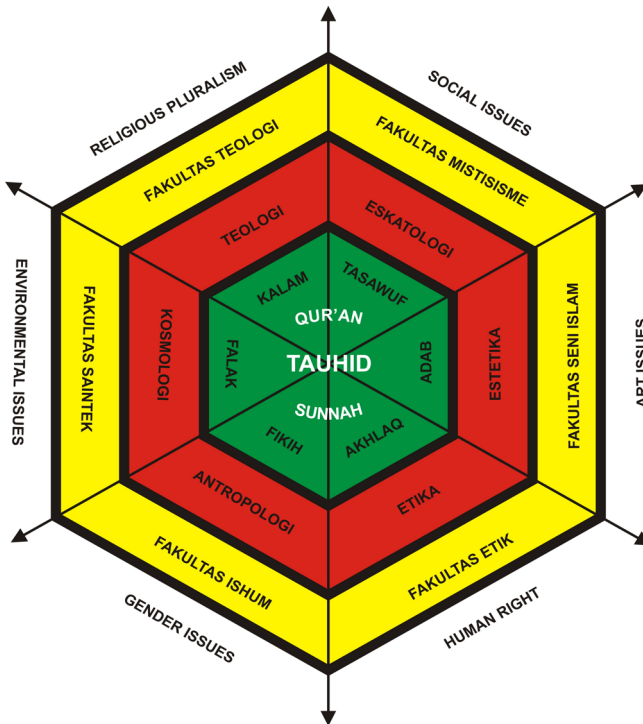 RELIGIOUS PLURALISM
SOCIAL ISSUES
FAKULTAS TEOLOGI
FAKULTAS MISTISISME
TEOLOGI
ESKATOLOGI
KALAM
TASAWUF
QUR'AN
ENVIRONMENTAL ISSUES
FAKULTAS SAINTEK
KOSMOLOGI
FALAK
TAUHID
ADAB
ESTETIKA
FAKULTAS SENI ISLAM
ART ISSUES
SUNNAH
FIKIH
AKHLAQ
ANTROPOLOGI
ETIKA
FAKULTAS ISHUM
FAKULTAS ETIK
GENDER ISSUES
HUMAN RIGHT